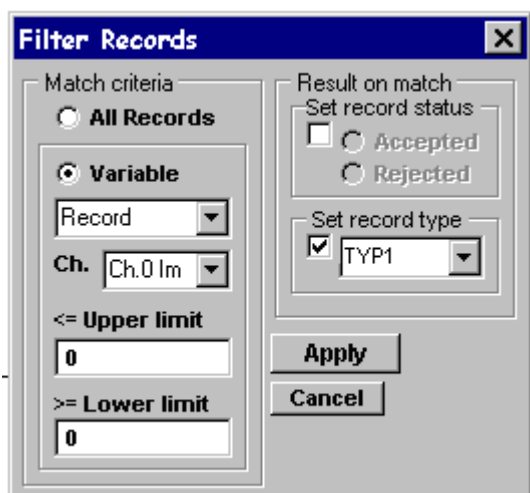 Filter Records
Match criteria
All Records
Variable
Record
Ch. Ch.0 Im
<= Upper limit
0
>= Lower limit
0
Result on match
Set record status
Accepted
Rejected
Set record type
TYP1
Apply
Cancel